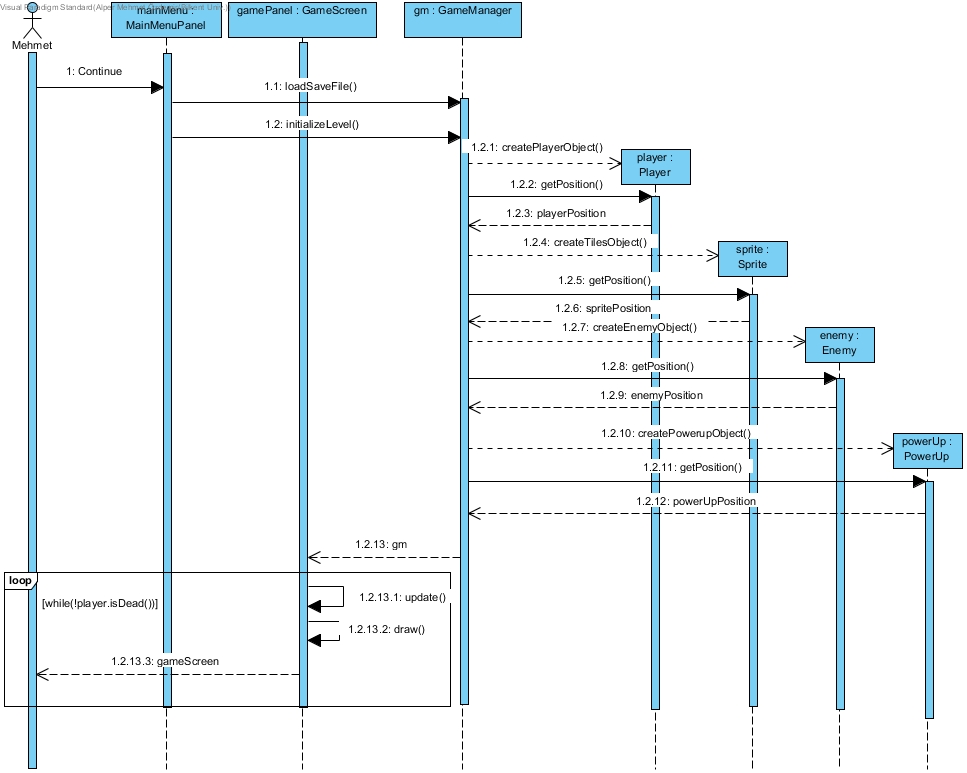 Visual Paradigm Standard(Alper Mehmet
mainMenu :
MainMenuPanel
gamePanel : GameScreen
gm : GameManager
Mehmet
1: Continue
1.1: loadSaveFile()
1.2: initializeLevel()
1.2.1: createPlayerObject()
player :
Player
1.2.2: getPosition()
1.2.3: playerPosition
1.2.4: createTilesObject()
sprite :
Sprite
1.2.5: getPosition()
1.2.6: spritePosition
1.2.7: createEnemyObject()
enemy :
Enemy
1.2.8: getPosition()
1.2.9: enemyPosition
1.2.10: createPowerupObject()
powerUp :
PowerUp
1.2.11: getPosition()
1.2.12: powerUpPosition
1.2.13: gm
loop
[while(!player.isDead())]
1.2.13.1: update()
1.2.13.2: draw()
1.2.13.3: gameScreen